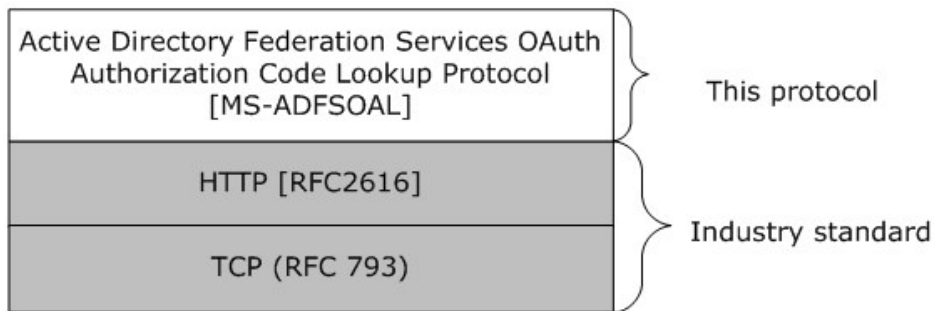 Active Directory Federation Services OAuth
Authorization Code Lookup Protocol
[MS-ADFSOAL]
This protocol
HTTP [RFC2616]
TCP (RFC 793)
Industry standard